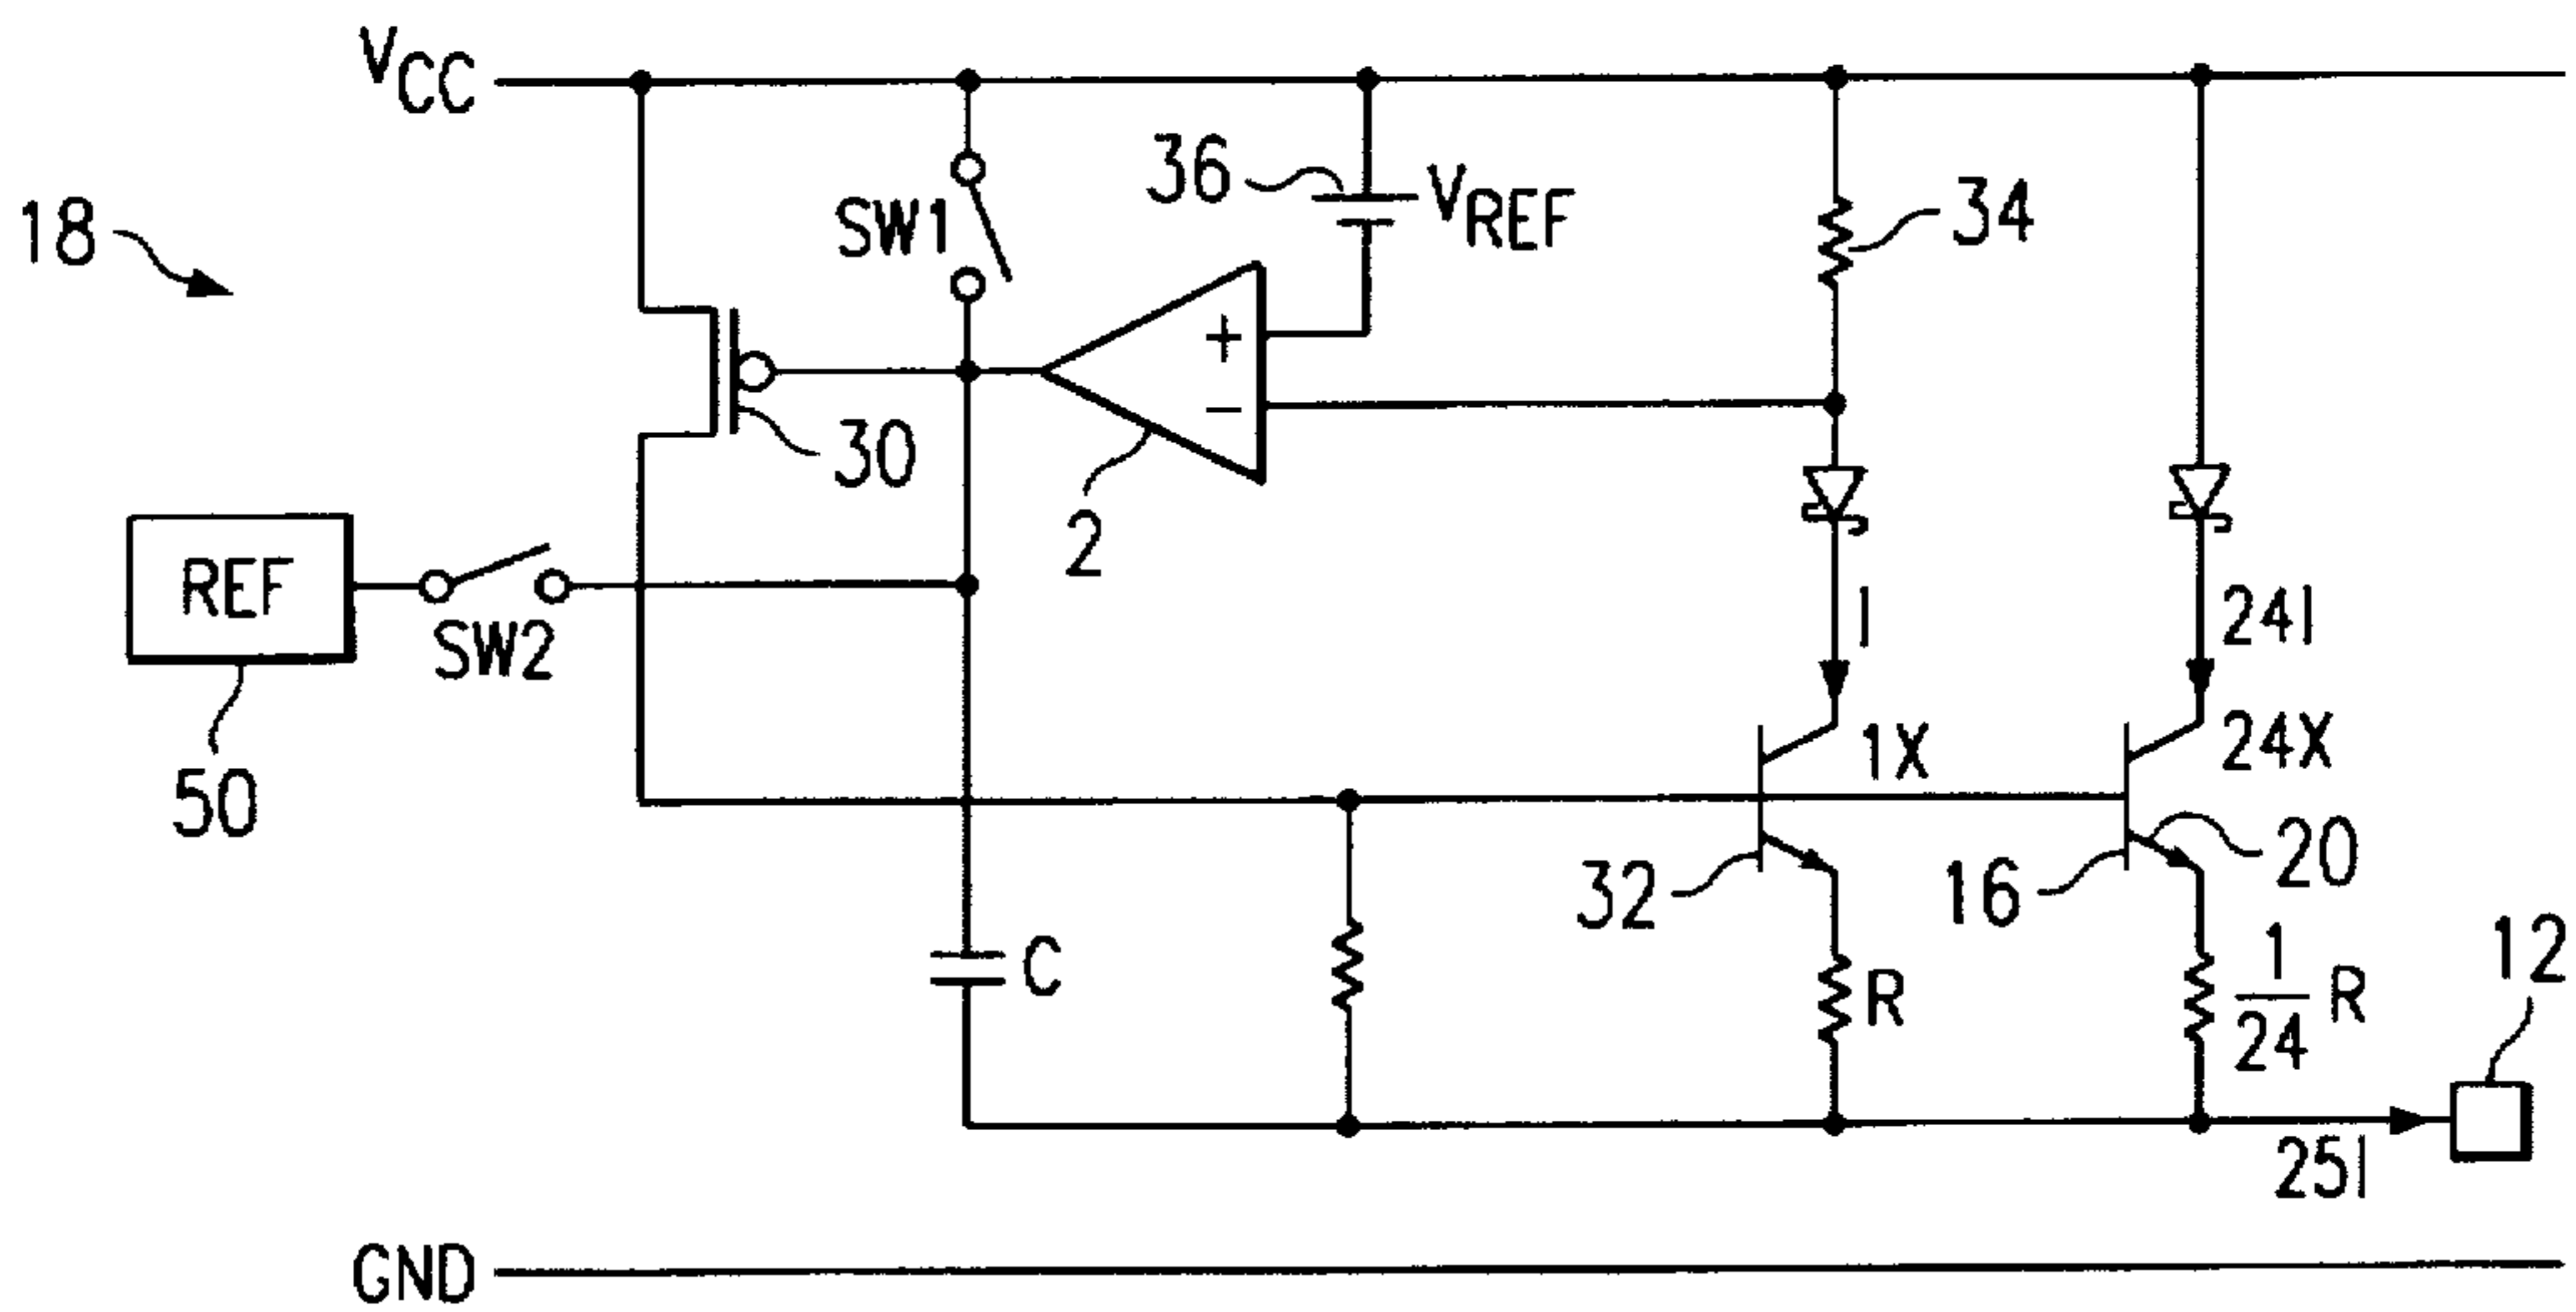 VCC
18
SW1
36
VREF
34
+
−
30
2
REF
SW2
50
I
24I
1X
24X
32
16
20
C
R
1/24 R
12
25I
GND